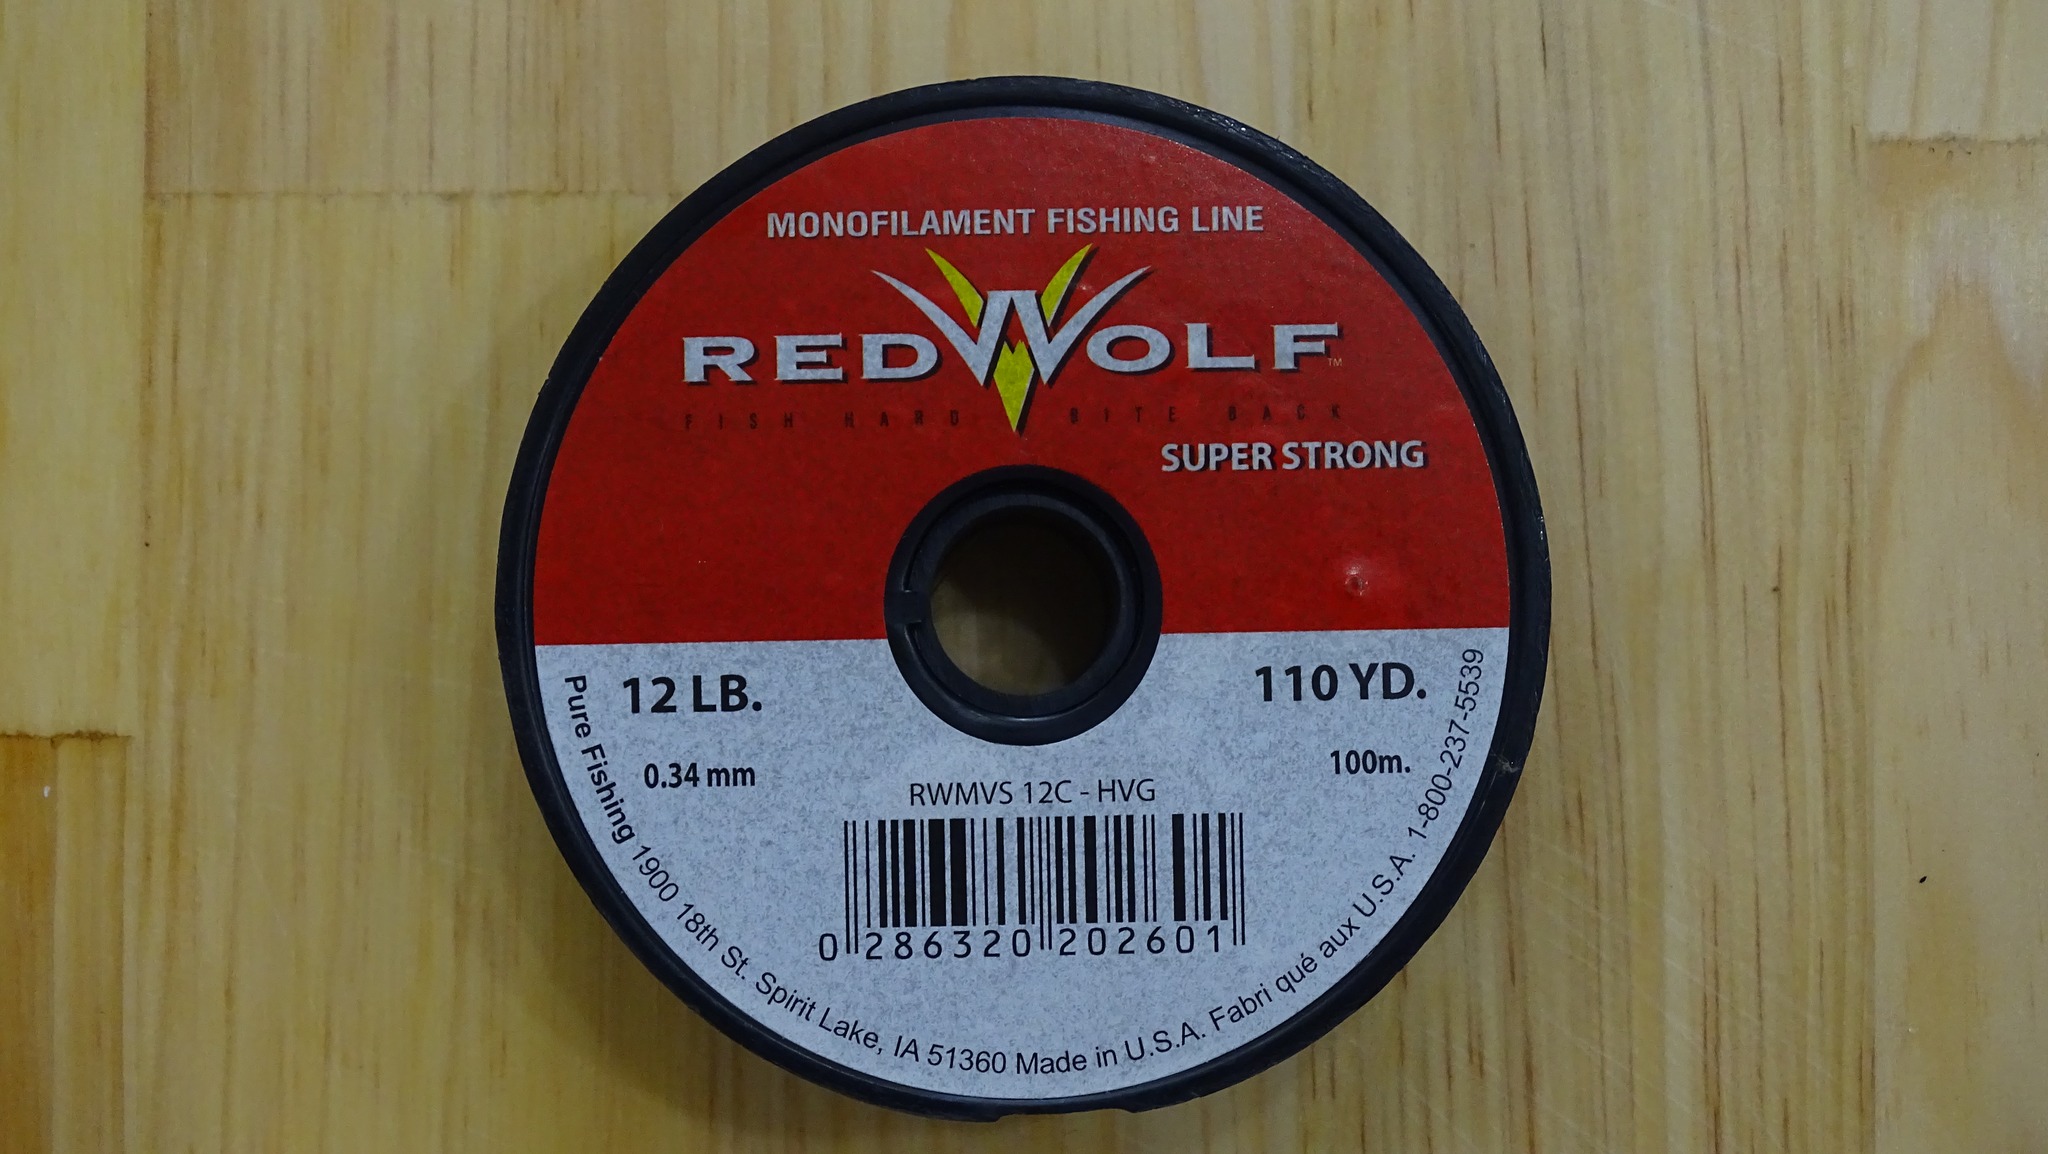 MONOFILAMENT FISHING LINE
REDWOLF™
FISH HARD BITE BACK
SUPER STRONG
12 LB.
110 YD.
0.34 mm
100m.
RWMVS 12C - HVG
0 286320 202601
Pure Fishing 1900 18th St. Spirit Lake, IA 51360 Made in U.S.A. Fabri qué aux U.S.A. 1-800-237-5539